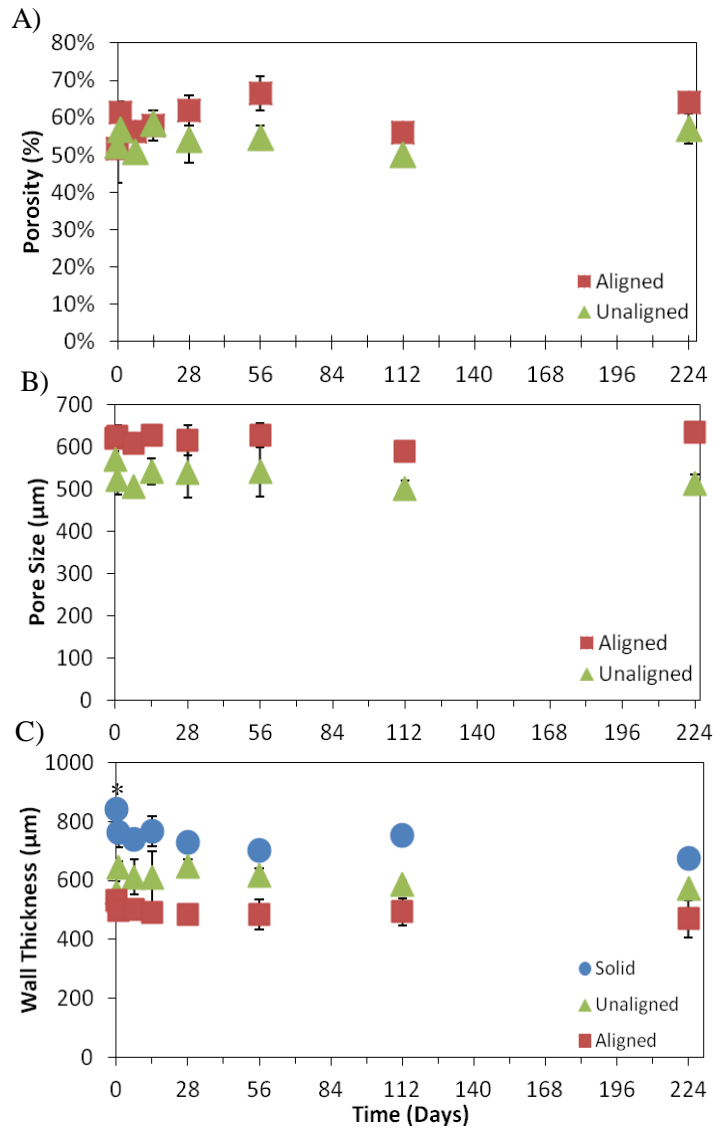 A)
80%
70%
60%
50%
40%
30%
20%
10%
0%
Porosity (%)
Aligned
Unaligned
0 28 56 84 112 140 168 196 224
B)
700
600
500
400
300
200
100
0
Pore Size (μm)
Aligned
Unaligned
0 28 56 84 112 140 168 196 224
C)
1000
800
600
400
200
0
Wall Thickness (μm)
*
Solid
Unaligned
Aligned
0 28 56 84 112 140 168 196 224
Time (Days)